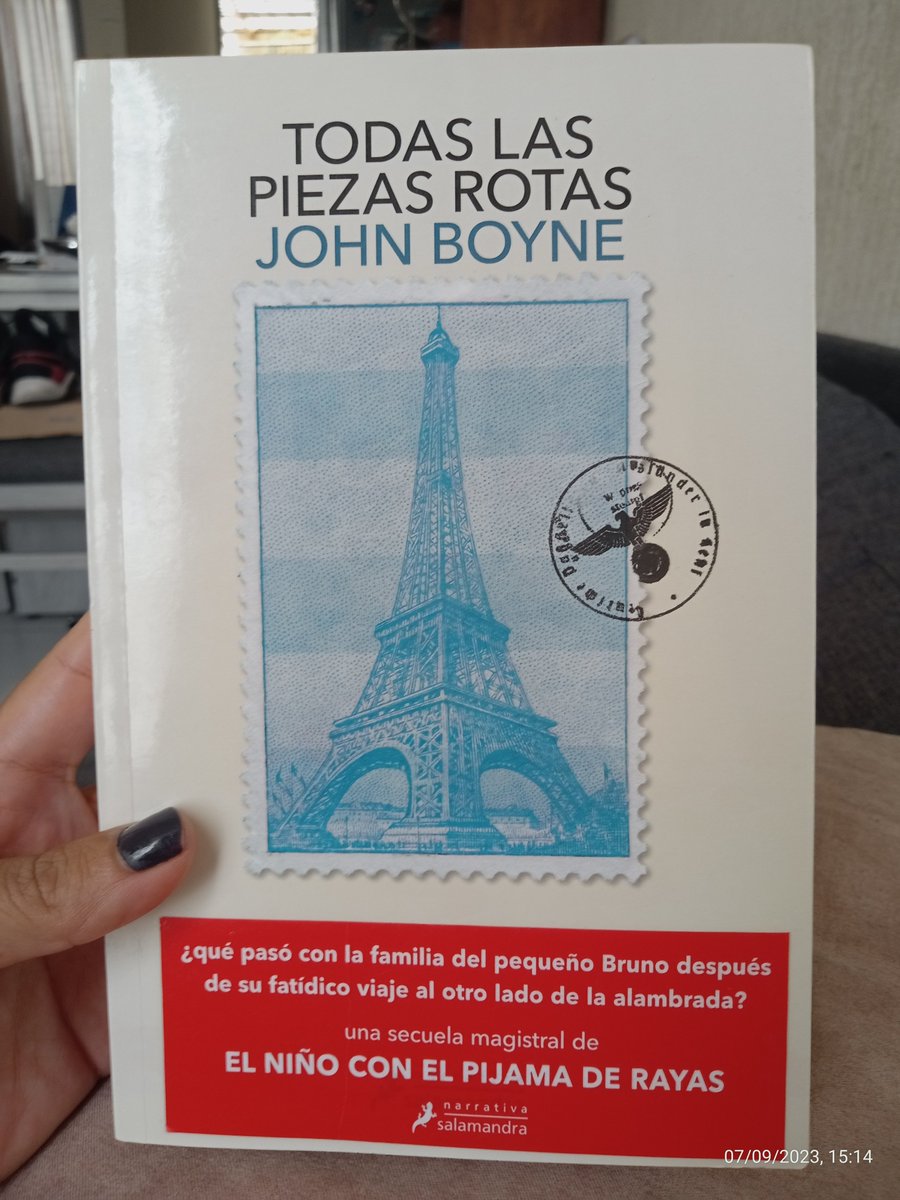 TODAS LAS
PIEZAS ROTAS
JOHN BOYNE
¿qué pasó con la familia del pequeño Bruno después
de su fatídico viaje al otro lado de la alambrada?
una secuela magistral de
EL NIÑO CON EL PIJAMA DE RAYAS
narrativa
salamandra
07/09/2023, 15:14